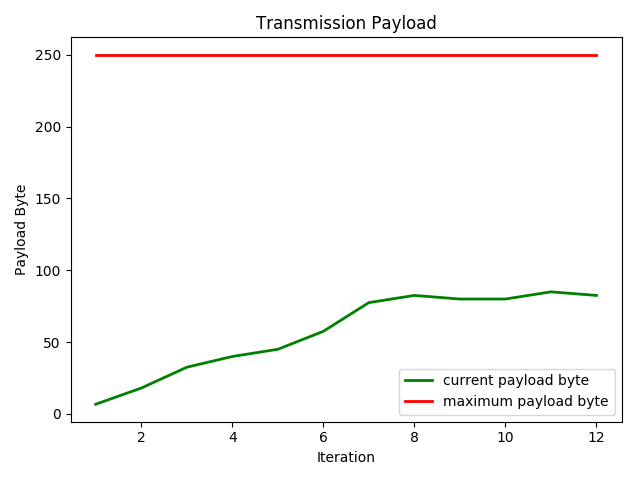 Transmission Payload
250
200
150
100
50
0
Payload Byte
current payload byte
maximum payload byte
2 4 6 8 10 12
Iteration